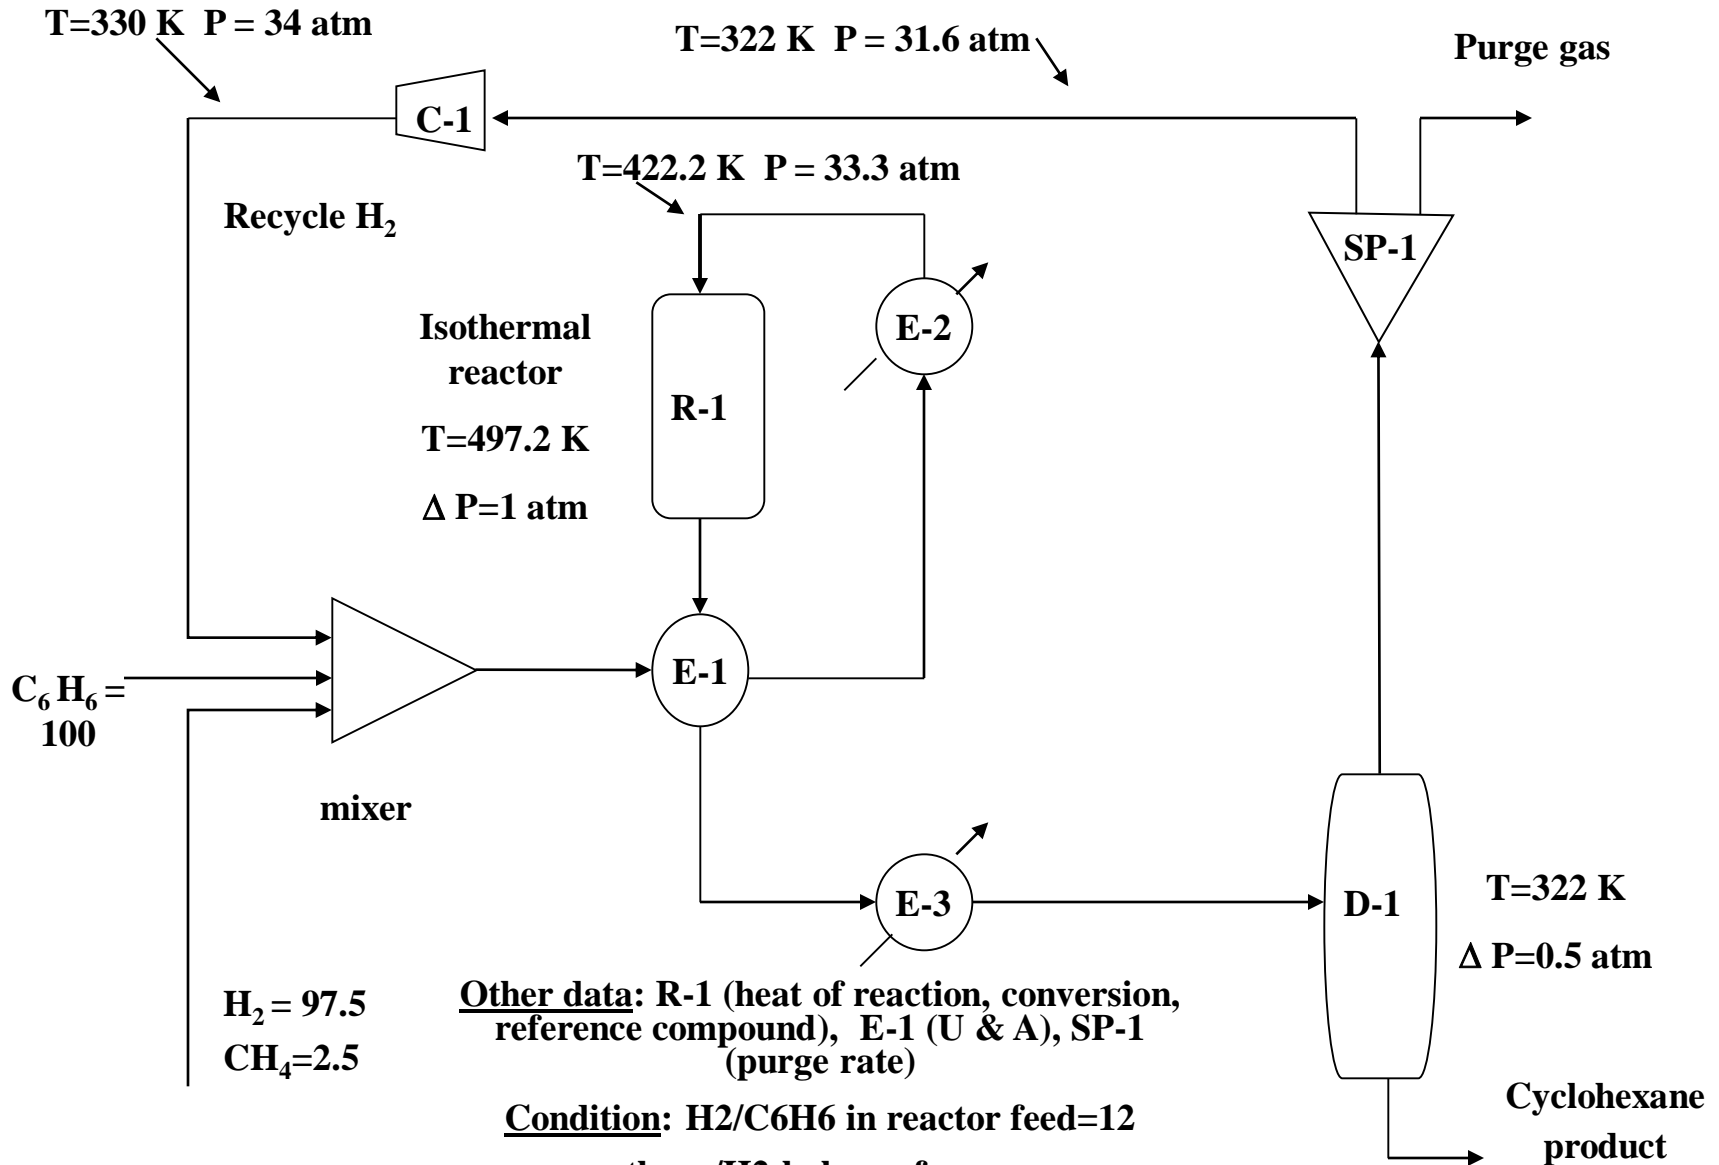 T=330 K P = 34 atm
T=322 K P = 31.6 atm
Purge gas
C-1
T=422.2 K P = 33.3 atm
Recycle H₂
SP-1
Isothermal
reactor
T=497.2 K
Δ P=1 atm
R-1
E-2
E-1
C₆ H₆ =
100
mixer
E-3
D-1
T=322 K
Δ P=0.5 atm
H₂ = 97.5
CH₄=2.5
Other data: R-1 (heat of reaction, conversion,
reference compound), E-1 (U & A), SP-1
(purge rate)
Condition: H2/C6H6 in reactor feed=12
Cyclohexane
product